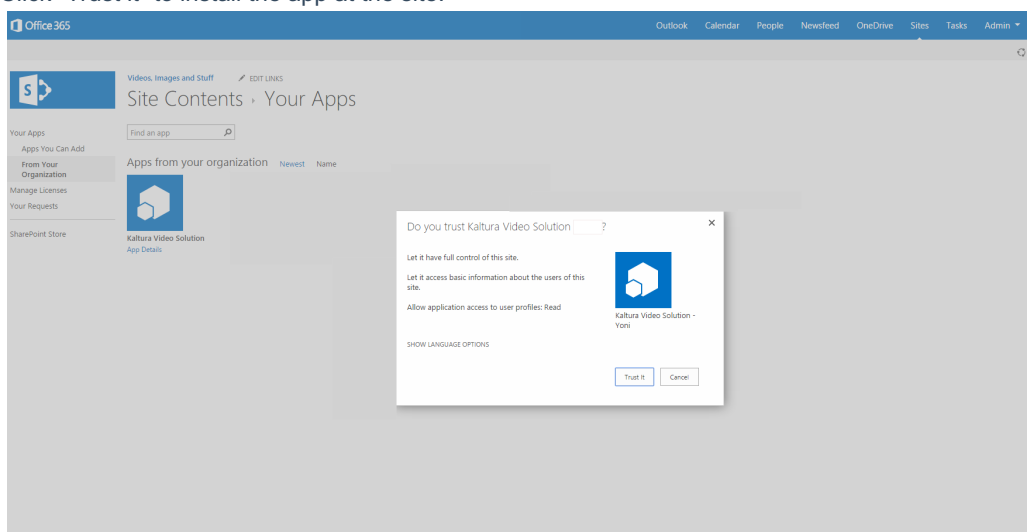 Click "Trust it" to install the app at the site.
Office 365
Outlook Calendar People Newsfeed OneDrive Sites Tasks Admin
S
Videos, Images and Stuff EDIT LINKS
Site Contents › Your Apps
Find an app
Your Apps
Apps You Can Add
From Your
Organization
Manage Licenses
Your Requests
SharePoint Store
Apps from your organization Newest Name
Kaltura Video Solution
App Details
Do you trust Kaltura Video Solution ?
Let it have full control of this site.
Let it access basic information about the users of this
site.
Allow application access to user profiles: Read
Kaltura Video Solution -
Yoni
SHOW LANGUAGE OPTIONS
Trust It Cancel